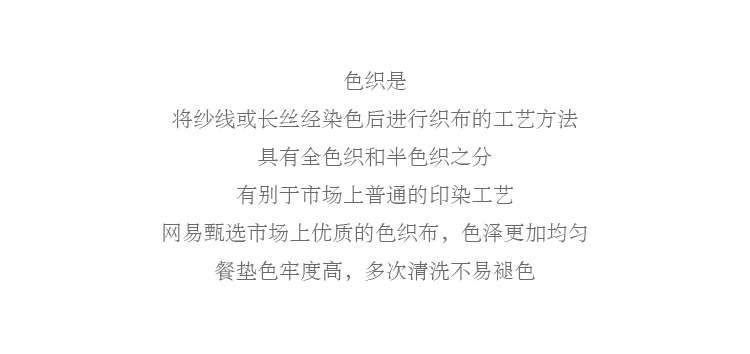 色织是
将纱线或长丝经染色后进行织布的工艺方法
具有全色织和半色织之分
有别于市场上普通的印染工艺
网易甄选市场上优质的色织布，色泽更加均匀
餐垫色牢度高，多次清洗不易褪色